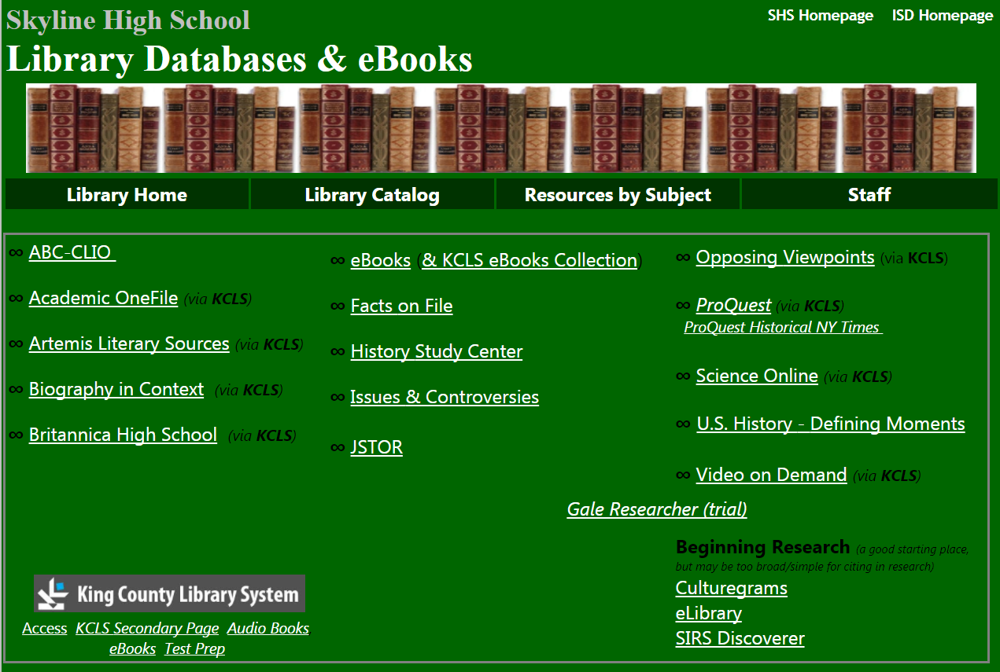 Skyline High School
SHS Homepage ISD Homepage
Library Databases & eBooks
Library Home Library Catalog Resources by Subject Staff
∞ ABC-CLIO
∞ Academic OneFile (via KCLS)
∞ Artemis Literary Sources (via KCLS)
∞ Biography in Context (via KCLS)
∞ Britannica High School (via KCLS)
∞ eBooks (& KCLS eBooks Collection)
∞ Facts on File
∞ History Study Center
∞ Issues & Controversies
∞ JSTOR
∞ Opposing Viewpoints (via KCLS)
∞ ProQuest (via KCLS)
ProQuest Historical NY Times
∞ Science Online (via KCLS)
∞ U.S. History - Defining Moments
∞ Video on Demand (via KCLS)
Gale Researcher (trial)
Beginning Research (a good starting place,
but may be too broad/simple for citing in research)
Culturegrams
eLibrary
SIRS Discoverer
King County Library System
Access KCLS Secondary Page Audio Books,
eBooks Test Prep